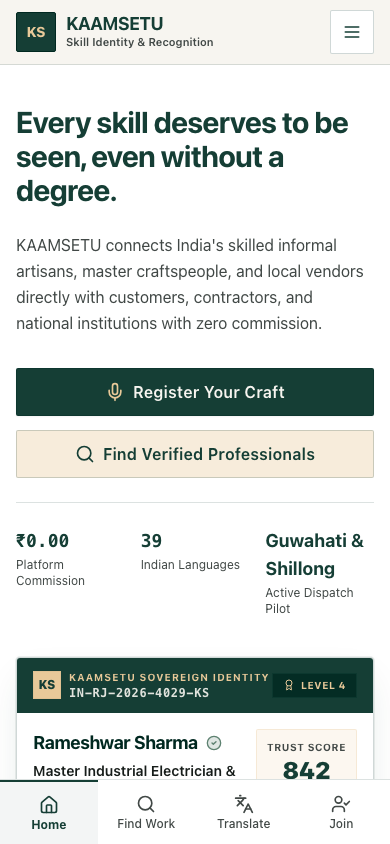 KS
KAAMSETU
Skill Identity & Recognition
Every skill deserves to be
seen, even without a
degree.
KAAMSETU connects India's skilled informal
artisans, master craftspeople, and local vendors
directly with customers, contractors, and
national institutions with zero commission.
Register Your Craft
Find Verified Professionals
₹0.00
Platform
Commission
39
Indian Languages
Guwahati &
Shillong
Active Dispatch
Pilot
KS
KAAMSETU SOVEREIGN IDENTITY
IN-RJ-2026-4029-KS
LEVEL 4
Rameshwar Sharma
Master Industrial Electrician &
TRUST SCORE
842
Home
Find Work
Translate
Join